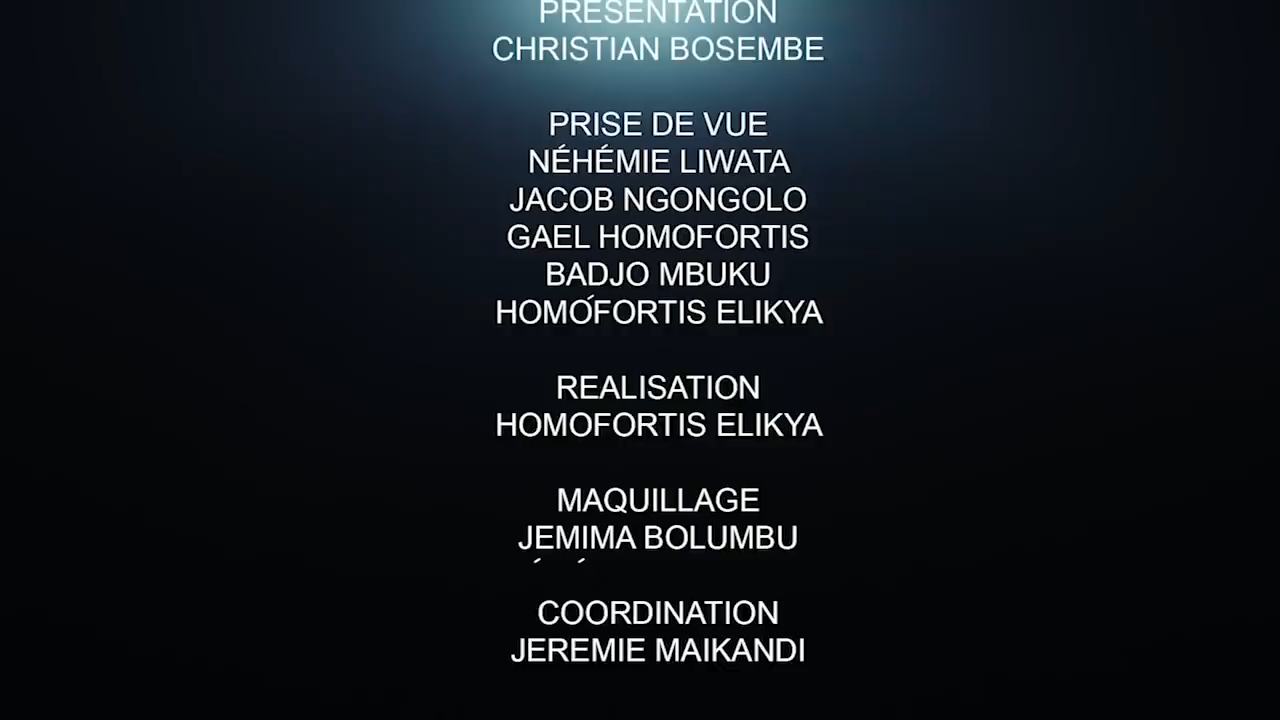 PRESENTATION
CHRISTIAN BOSEMBE
PRISE DE VUE
NÉHÉMIE LIWATA
JACOB NGONGOLO
GAEL HOMOFORTIS
BADJO MBUKU
HOMOFORTIS ELIKYA
REALISATION
HOMOFORTIS ELIKYA
MAQUILLAGE
JEMIMA BOLUMBU
COORDINATION
JEREMIE MAIKANDI